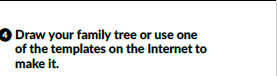 4 Draw your family tree or use one
of the templates on the Internet to
make it.